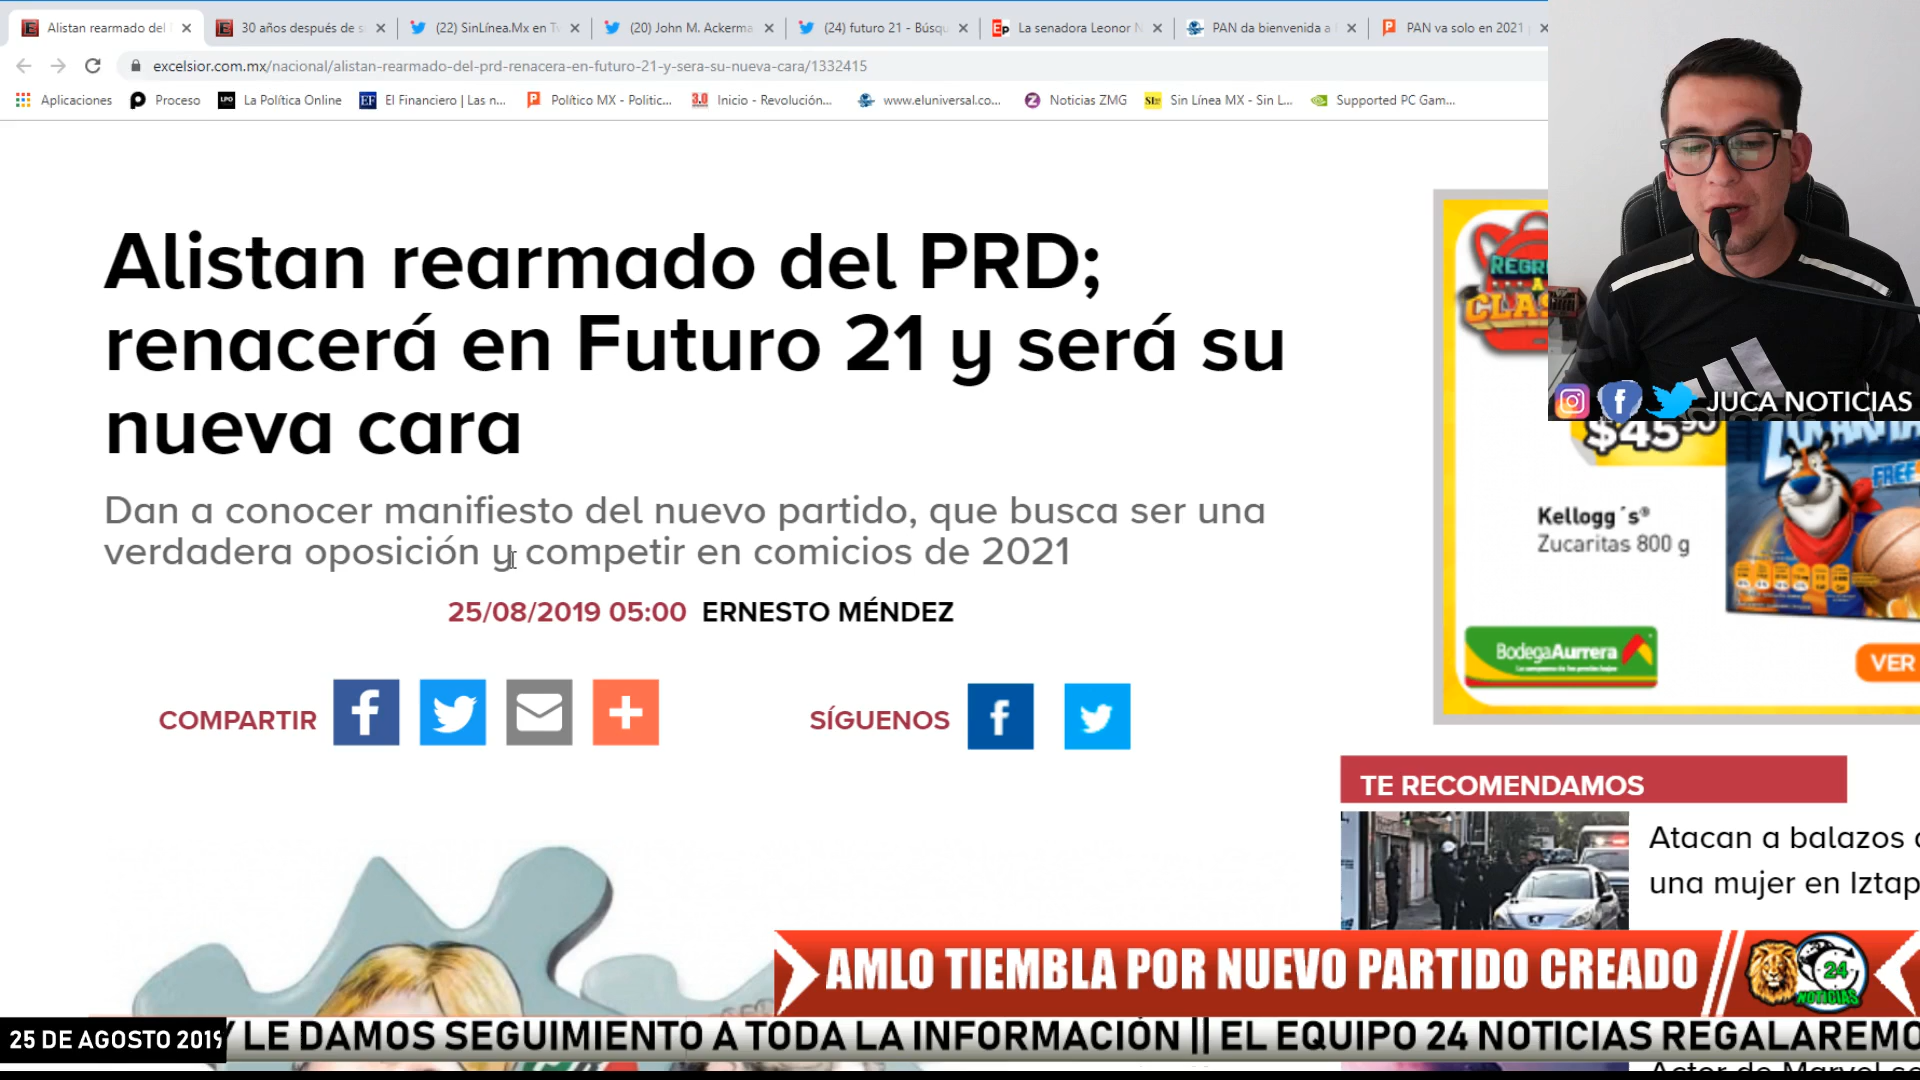 Alistan rearmado del
30 años después de s
(22) SinLínea.Mx en Tw
(20) John M. Ackerma
(24) futuro 21 - Búsqu
La senadora Leonor N
PAN da bienvenida a
PAN va solo en 2021
excelsior.com.mx/nacional/alistan-rearmado-del-prd-renacera-en-futuro-21-y-sera-su-nueva-cara/1332415
Aplicaciones
Proceso
La Política Online
El Financiero | Las n...
Político MX - Politic...
Inicio - Revolución...
www.eluniversal.co...
Noticias ZMG
Sin Línea MX - Sin L...
Supported PC Gam...
Alistan rearmado del PRD;
renacerá en Futuro 21 y será su
nueva cara
Dan a conocer manifiesto del nuevo partido, que busca ser una
verdadera oposición y competir en comicios de 2021
25/08/2019 05:00 ERNESTO MÉNDEZ
COMPARTIR
SÍGUENOS
JUCA NOTICIAS
$45.90
Kellogg´s®
Zucaritas 800 g
BodegaAurrera
VER
TE RECOMENDAMOS
Atacan a balazos
una mujer en Iztap
AMLO TIEMBLA POR NUEVO PARTIDO CREADO
24
NOTICIAS
25 DE AGOSTO 2019
Y LE DAMOS SEGUIMIENTO A TODA LA INFORMACIÓN || EL EQUIPO 24 NOTICIAS REGALAREMO